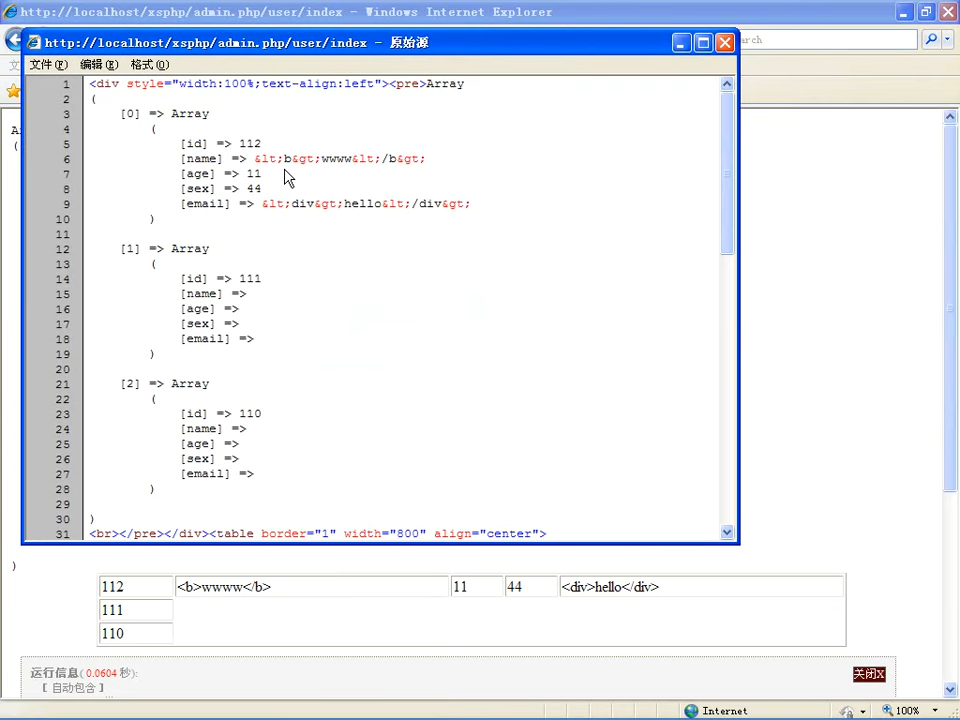 http://localhost/xsphp/admin.php/user/index - Windows Internet Explorer
http://localhost/xsphp/admin.php/user/index - 原始源
arch
文件(F) 编辑(E) 格式(O)
1 <div style="width:100%;text-align:left"><pre>Array
2 (
3 [0] => Array
4 (
5 [id] => 112
6 [name] => &lt;b&gt;wwww&lt;/b&gt;
7 [age] => 11
8 [sex] => 44
9 [email] => &lt;div&gt;hello&lt;/div&gt;
10 )
11
12 [1] => Array
13 (
14 [id] => 111
15 [name] =>
16 [age] =>
17 [sex] =>
18 [email] =>
19 )
20
21 [2] => Array
22 (
23 [id] => 110
24 [name] =>
25 [age] =>
26 [sex] =>
27 [email] =>
28 )
29
30 )
31 <br></pre></div><table border="1" width="800" align="center">
)
112 <b>wwww</b> 11 44 <div>hello</div>
111
110
运行信息( 0.0604 秒): 关闭X
[ 自动包含 ]
Internet 100%